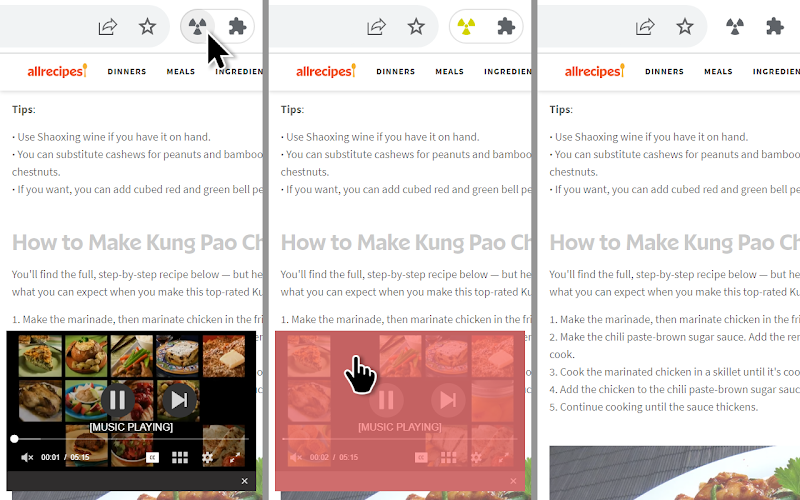 allrecipes
DINNERS MEALS INGREDIEN
Tips:
• Use Shaoxing wine if you have it on hand.
• You can substitute cashews for peanuts and bamboo
chestnuts.
• If you want, you can add cubed red and green bell pe
How to Make Kung Pao Ch
You'll find the full, step-by-step recipe below — but he
what you can expect when you make this top-rated Ku
1. Make the marinade, then marinate chicken in the fri
[MUSIC PLAYING]
00:01 / 05:15
CC
allrecipes
DINNERS MEALS INGREDIEN
Tips:
• Use Shaoxing wine if you have it on hand.
• You can substitute cashews for peanuts and bamboo
chestnuts.
• If you want, you can add cubed red and green bell pe
How to Make Kung Pao Ch
You'll find the full, step-by-step recipe below — but he
what you can expect when you make this top-rated Ku
1. Make the marinade, then marinate chicken in the fri
[MUSIC PLAYING]
00:02 / 05:15
CC
allrecipes
DINNERS MEALS INGREDIEN
Tips:
• Use Shaoxing wine if you have it on hand.
• You can substitute cashews for peanuts and bamboo
chestnuts.
• If you want, you can add cubed red and green bell pe
How to Make Kung Pao Ch
You'll find the full, step-by-step recipe below — but he
what you can expect when you make this top-rated Ku
1. Make the marinade, then marinate chicken in the fri
2. Make the chili paste-brown sugar sauce. Add the rem
cook.
3. Cook the marinated chicken in a skillet until it's coo
4. Add the chicken to the chili paste-brown sugar sauc
5. Continue cooking until the sauce thickens.